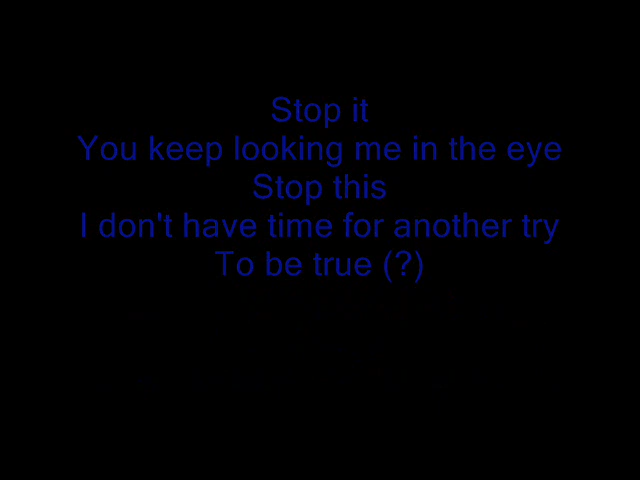 Stop it
You keep looking me in the eye
Stop this
I don't have time for another try
To be true (?)